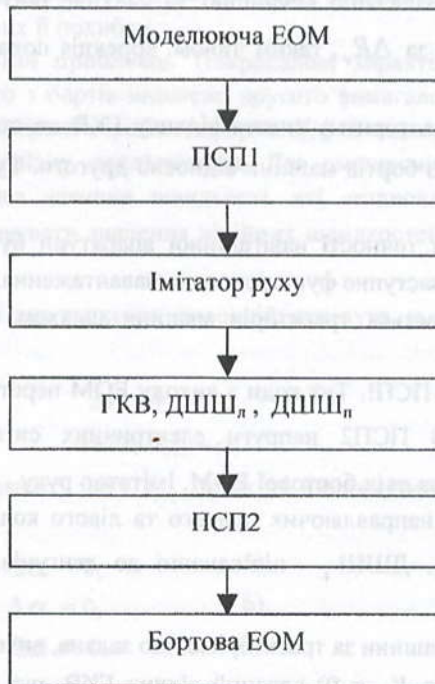 Моделююча ЕОМ
ПСП1
Імітатор руху
ГКВ, ДШШл , ДШШп
ПСП2
Бортова ЕОМ